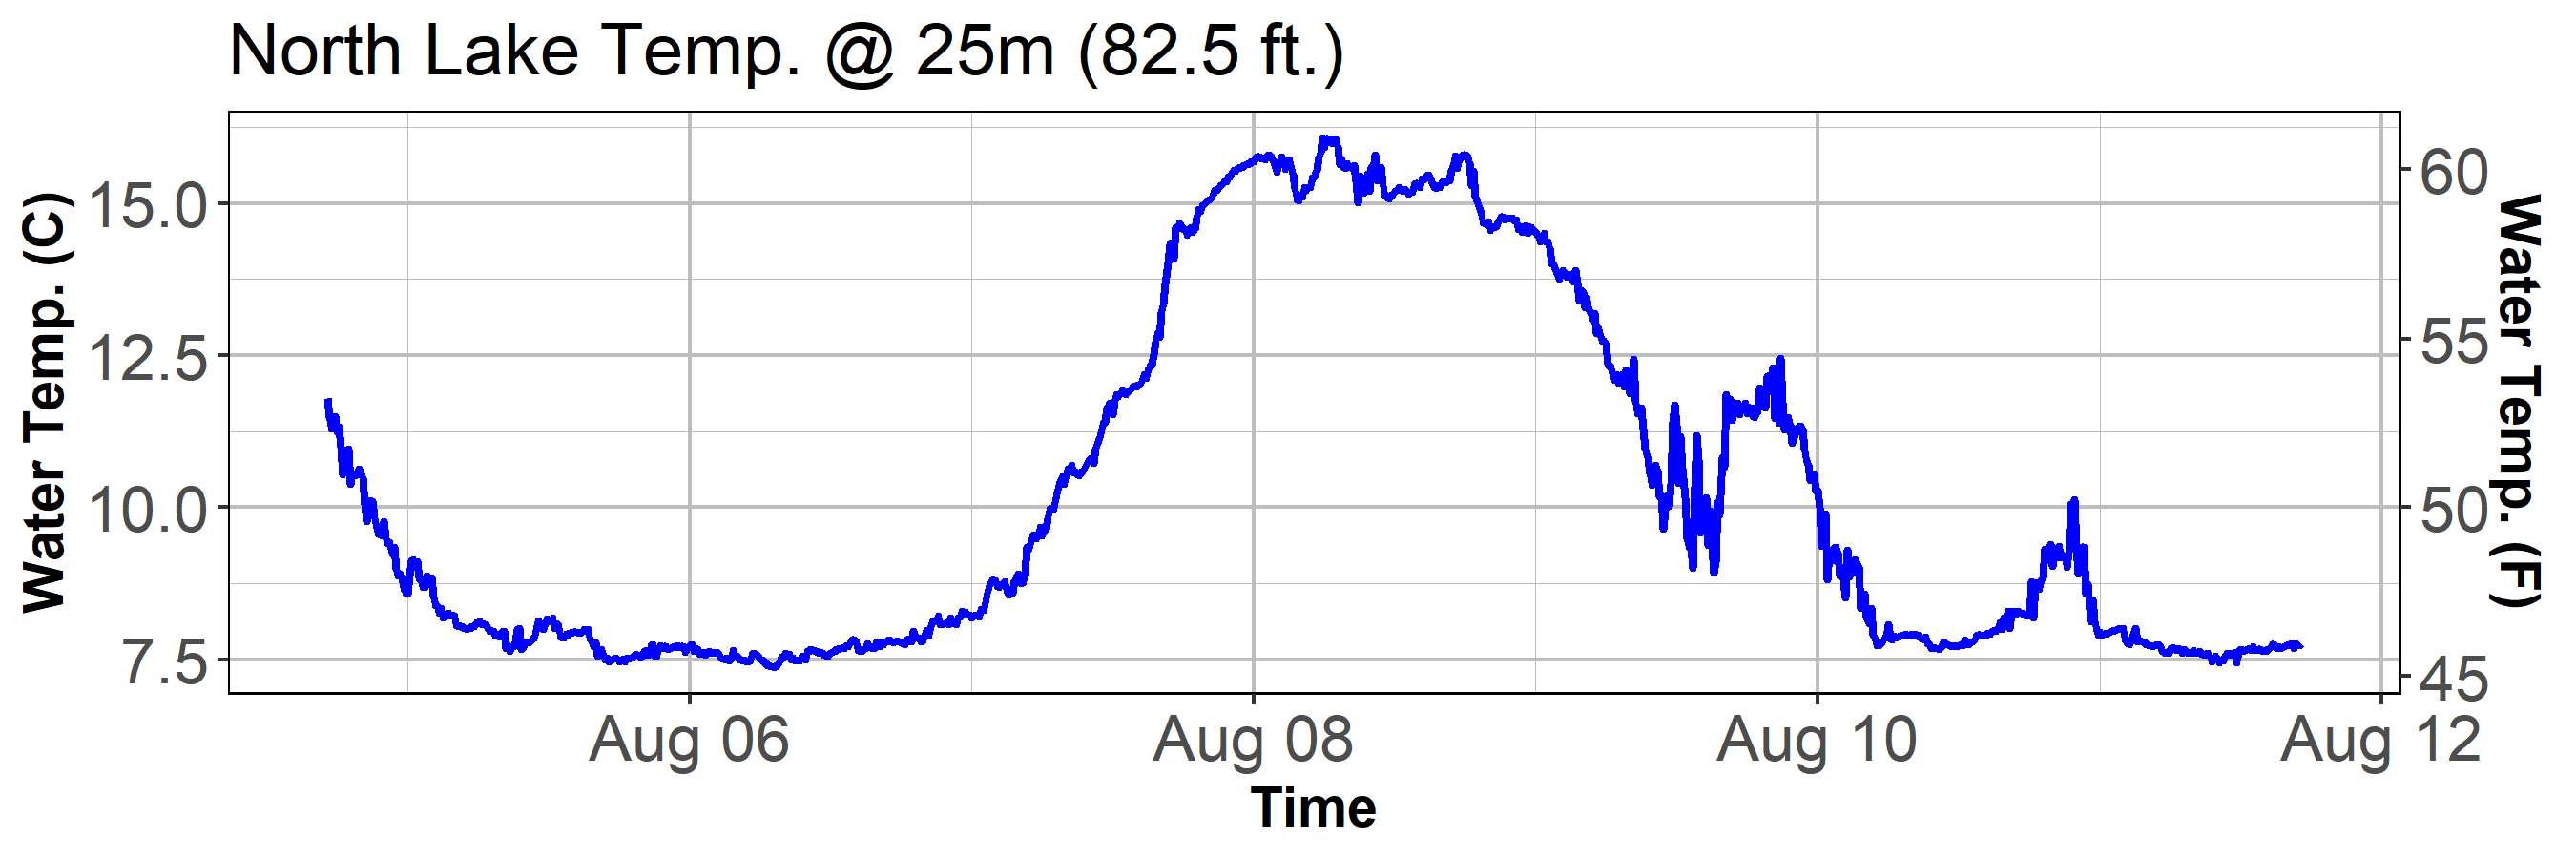 North Lake Temp. @ 25m (82.5 ft.)
Water Temp. (C)
15.0
12.5
10.0
7.5
60
55
50
45
Water Temp. (F)
Aug 06 Aug 08 Aug 10 Aug 12
Time